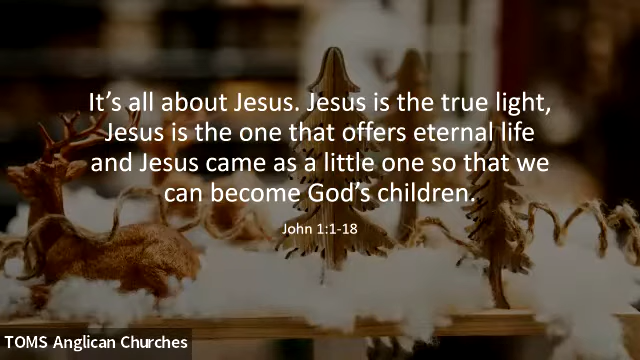 It’s all about Jesus. Jesus is the true light,
Jesus is the one that offers eternal life
and Jesus came as a little one so that we
can become God’s children.
John 1:1-18
TOMS Anglican Churches